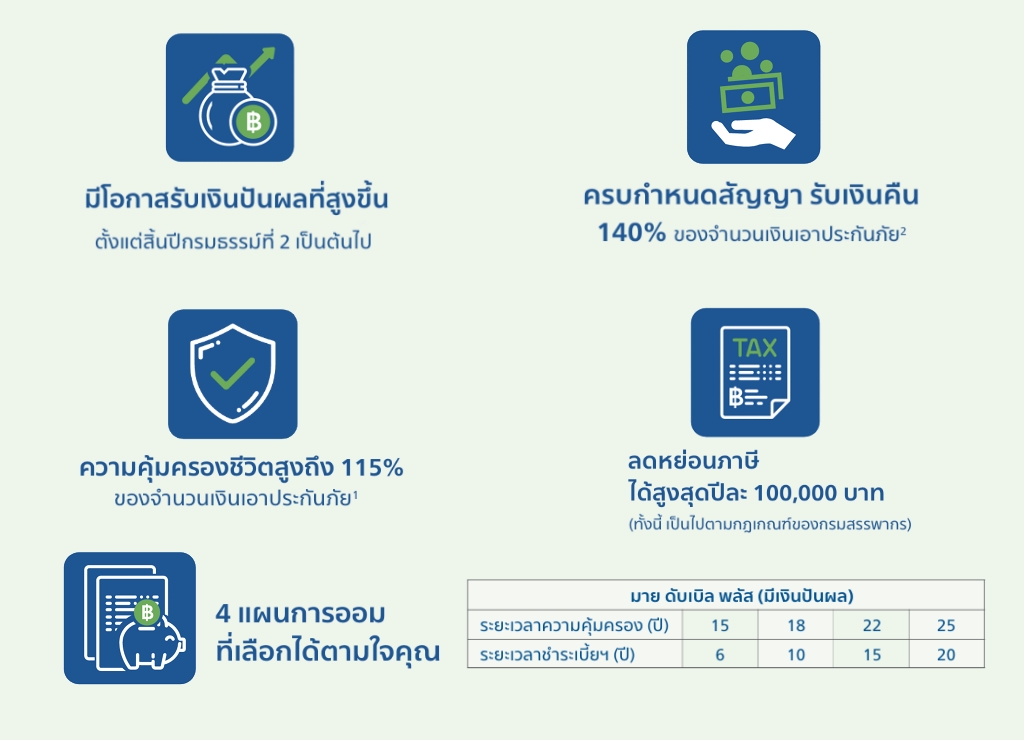 ฿
มีโอกาสรับเงินปันผลที่สูงขึ้น
ตั้งแต่สิ้นปีกรมธรรม์ที่ 2 เป็นต้นไป
ครบกำหนดสัญญา รับเงินคืน
140% ของจำนวนเงินเอาประกันภัย²
ความคุ้มครองชีวิตสูงถึง 115%
ของจำนวนเงินเอาประกันภัย¹
TAX
฿
ลดหย่อนภาษี
ได้สูงสุดปีละ 100,000 บาท
(ทั้งนี้ เป็นไปตามกฎเกณฑ์ของกรมสรรพากร)
฿
4 แผนการออม
ที่เลือกได้ตามใจคุณ
มาย ดับเบิล พลัส (มีเงินปันผล)
ระยะเวลาความคุ้มครอง (ปี) 15 18 22 25
ระยะเวลาชำระเบี้ยฯ (ปี) 6 10 15 20